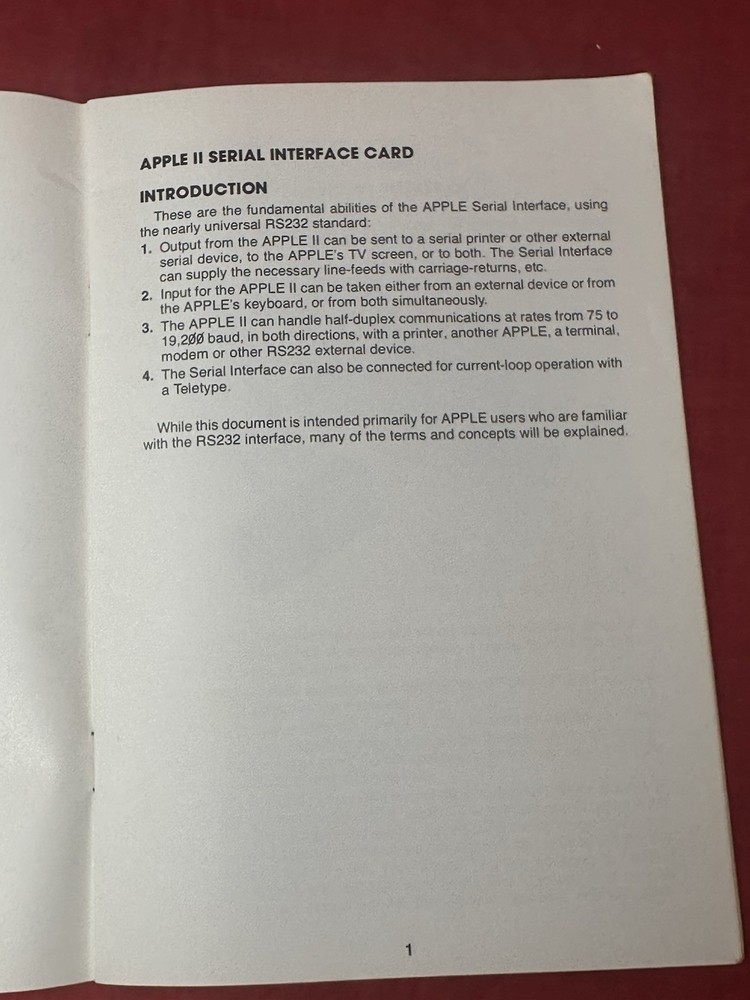 APPLE II SERIAL INTERFACE CARD
INTRODUCTION
These are the fundamental abilities of the APPLE Serial Interface, using
the nearly universal RS232 standard:
1. Output from the APPLE II can be sent to a serial printer or other external
serial device, to the APPLE's TV screen, or to both. The Serial Interface
can supply the necessary line-feeds with carriage-returns, etc.
2. Input for the APPLE II can be taken either from an external device or from
the APPLE's keyboard, or from both simultaneously.
3. The APPLE II can handle half-duplex communications at rates from 75 to
19,2ØØ baud, in both directions, with a printer, another APPLE, a terminal,
modem or other RS232 external device.
4. The Serial Interface can also be connected for current-loop operation with
a Teletype.
While this document is intended primarily for APPLE users who are familiar
with the RS232 interface, many of the terms and concepts will be explained.
1